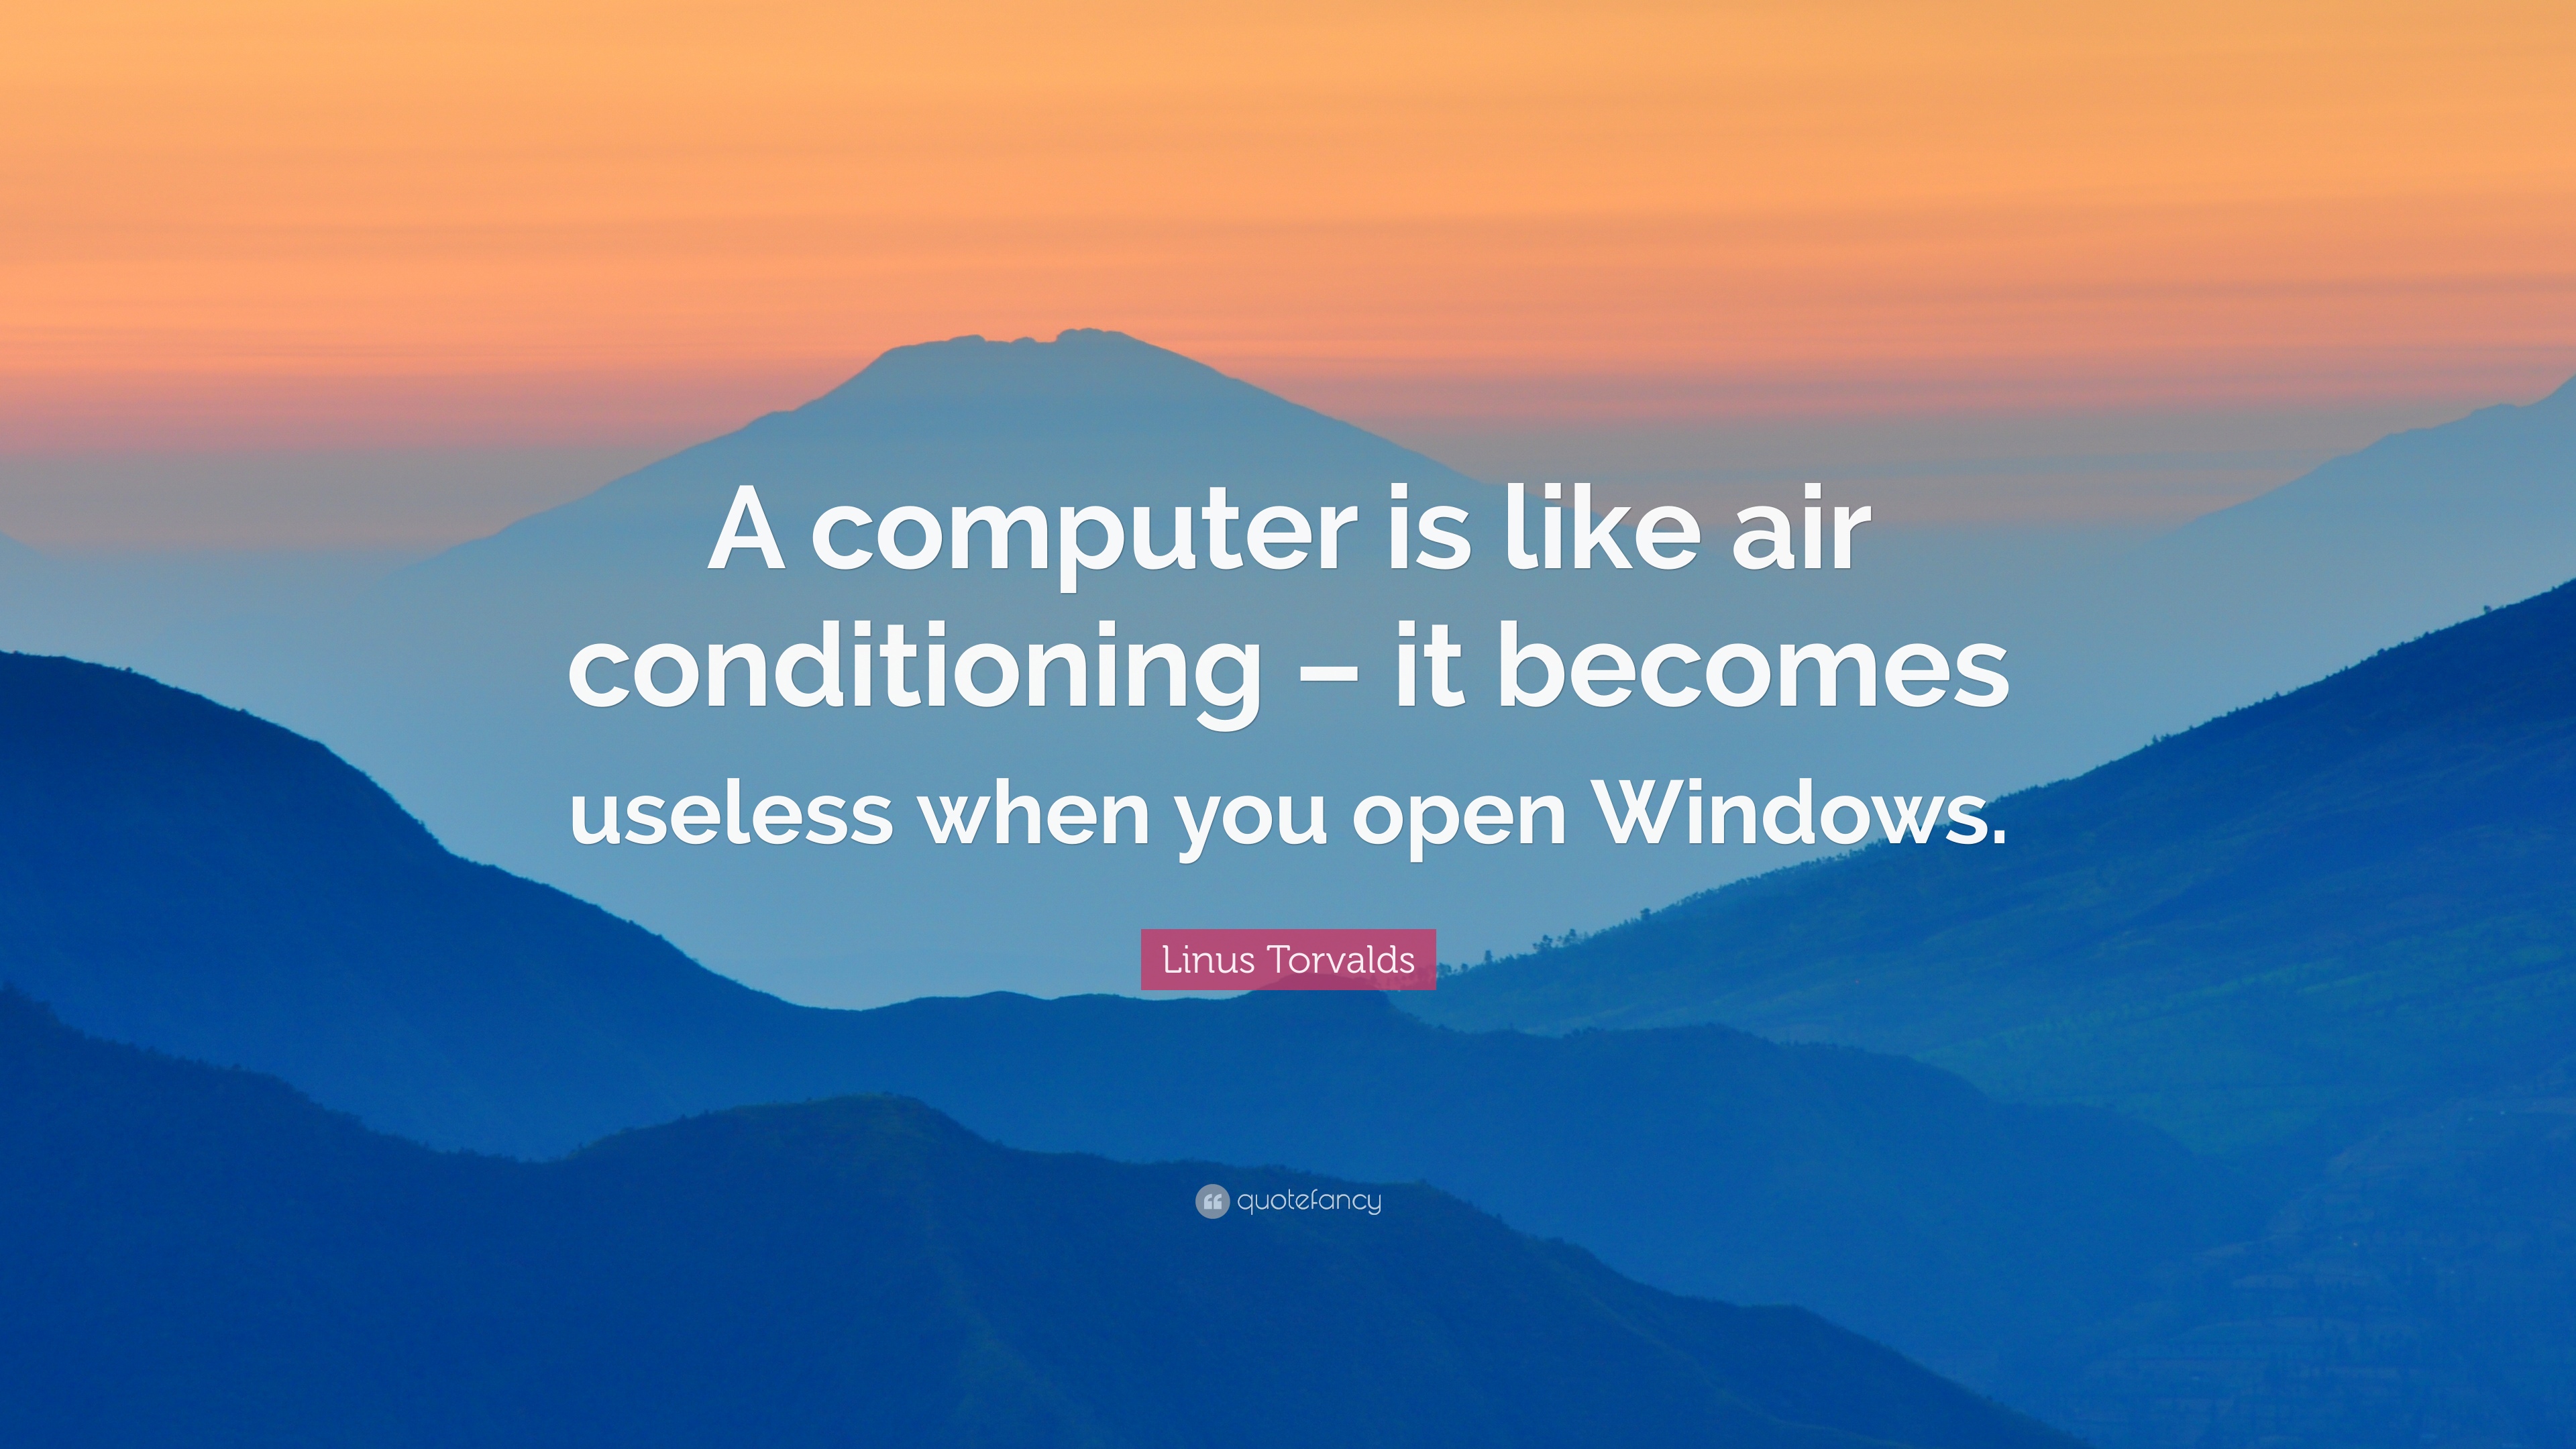 A computer is like air
conditioning – it becomes
useless when you open Windows.
Linus Torvalds
quotefancy